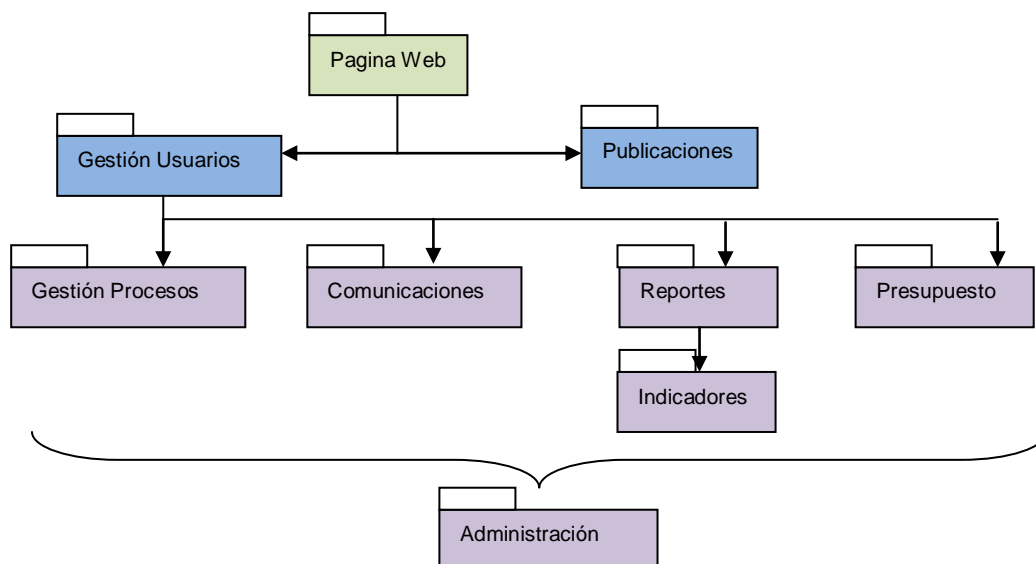 Pagina Web
Gestión Usuarios
Publicaciones
Gestión Procesos
Comunicaciones
Reportes
Presupuesto
Indicadores
Administración